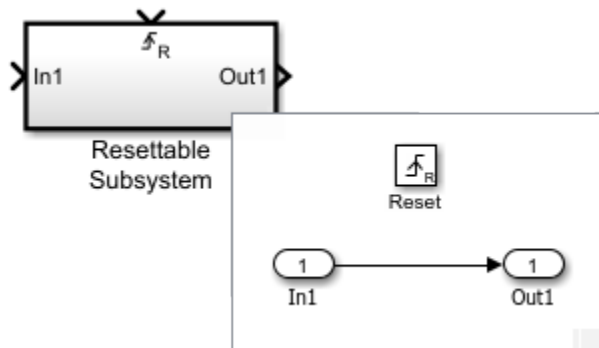 R
In1 Out1
Resettable
Subsystem
R
Reset
1 1
In1 Out1